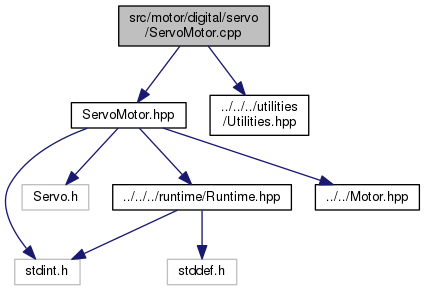 src/motor/digital/servo
/ServoMotor.cpp
ServoMotor.hpp
../../../utilities
/Utilities.hpp
Servo.h
../../../runtime/Runtime.hpp
../../Motor.hpp
stdint.h
stddef.h